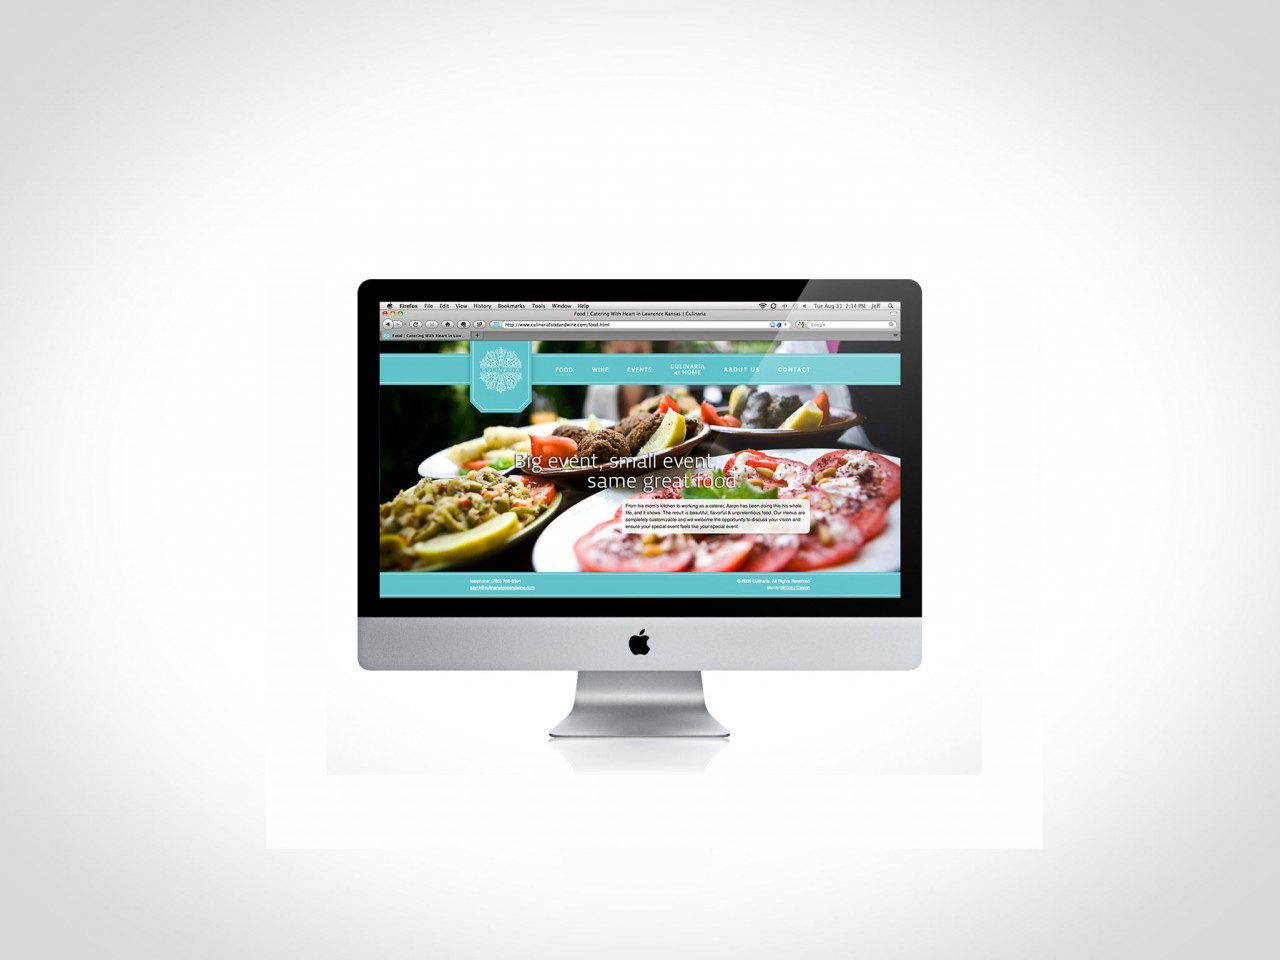 Firefox File Edit View History Bookmarks Tools Window Help
Tue Aug 31 2:14 PM Jeff
Food | Catering With Heart in Lawrence Kansas | Culinaria
http://www.culinariafoodandwine.com/food.html
Google
Food | Catering With Heart in Law...
CULINARIA
FOOD WINE EVENTS CULINARIA at HOME ABOUT US CONTACT
Big event, small event,
same great food.
From his mom's kitchen to working as a caterer, Aaron has been doing this his whole
life, and it shows. The result is beautiful, flavorful & unpretentious food. Our menus are
completely customizable and we welcome the opportunity to discuss your vision and
ensure your special event feels like your special event.
telephone: (785)
© 2009 Culinaria. All Rights Reserved
site by Design